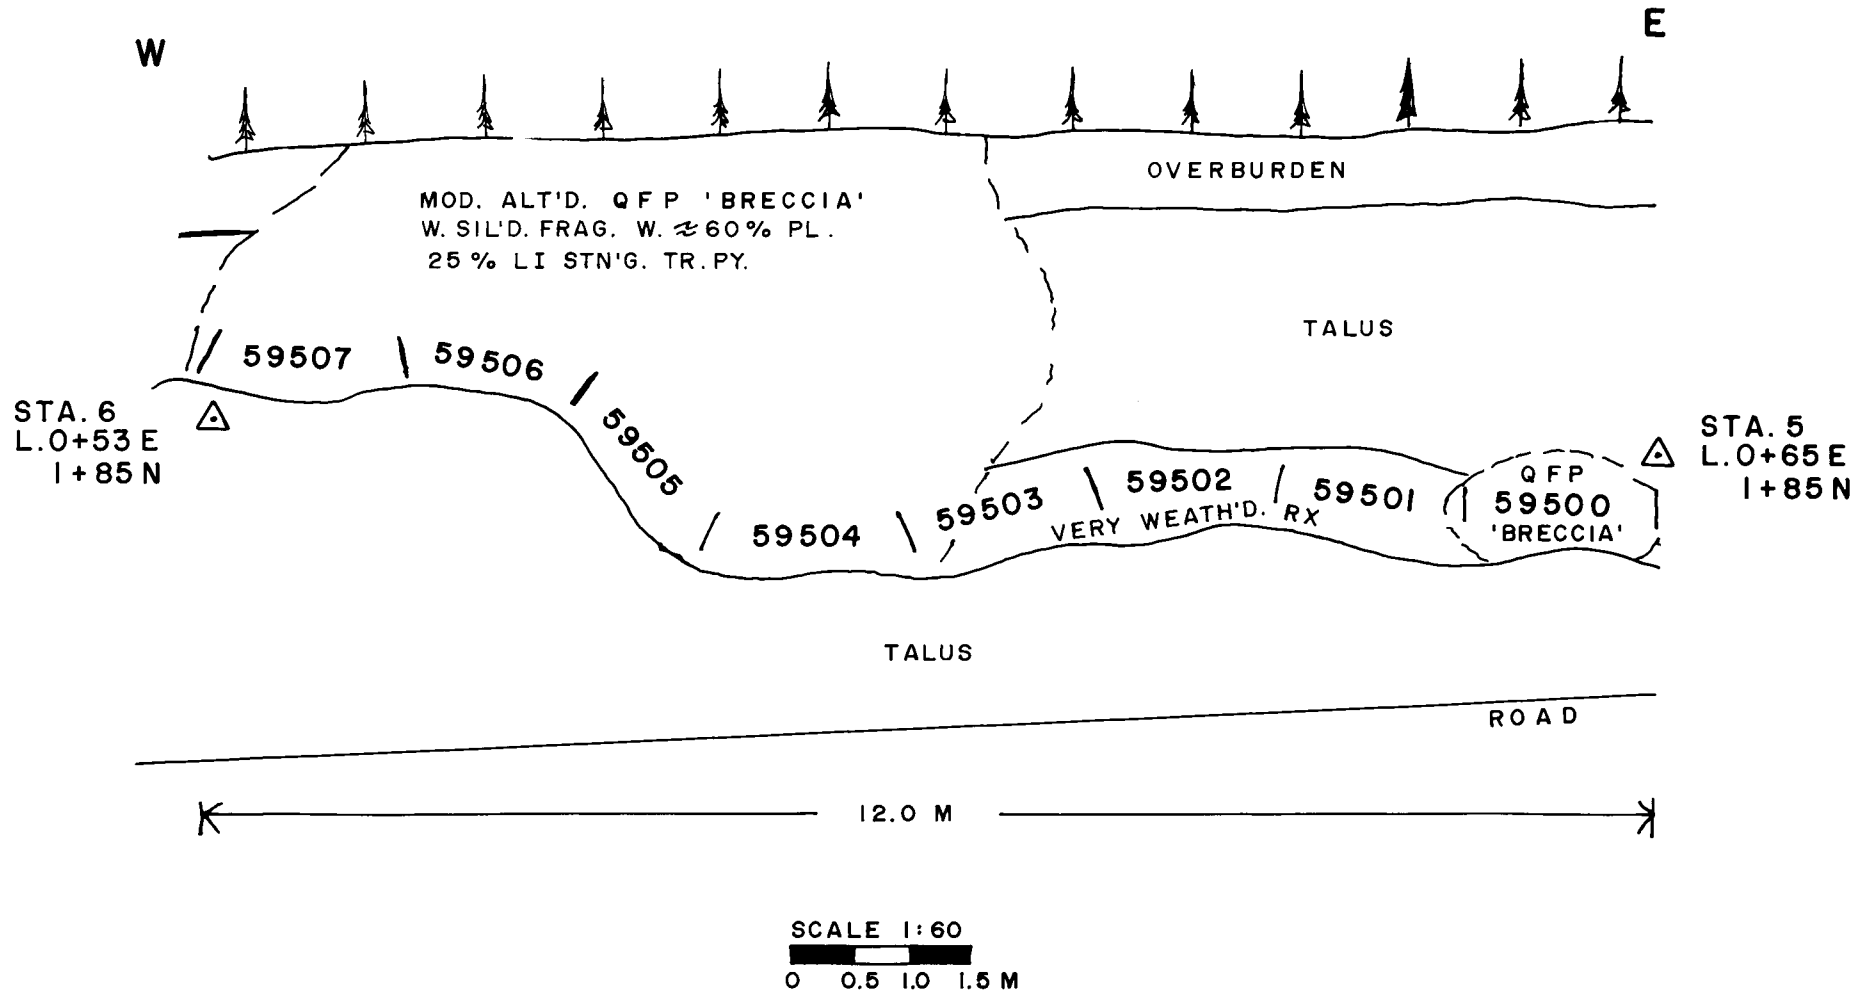 W
E
OVERBURDEN
MOD. ALT'D. QFP 'BRECCIA'
W. SIL'D. FRAG. W. ≈60% PL.
25% LI STN'G. TR. PY.
TALUS
59507
59506
59505
59504
59503
59502
59501
VERY WEATH'D. RX
QFP
59500
'BRECCIA'
STA. 6
L.0+53 E
1+85 N
STA. 5
L.0+65 E
1+85 N
TALUS
ROAD
12.0 M
SCALE 1:60
0 0.5 1.0 1.5 M